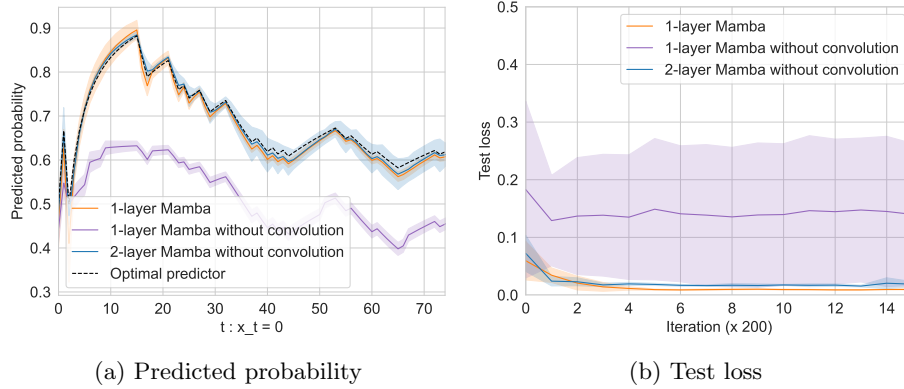 0.9
0.8
0.7
0.6
0.5
0.4
0.3
Predicted probability
1-layer Mamba
1-layer Mamba without convolution
2-layer Mamba without convolution
Optimal predictor
0 10 20 30 40 50 60 70
t : x_t = 0
(a) Predicted probability
0.5
0.4
0.3
0.2
0.1
0.0
Test loss
1-layer Mamba
1-layer Mamba without convolution
2-layer Mamba without convolution
0 2 4 6 8 10 12 14
Iteration (x 200)
(b) Test loss